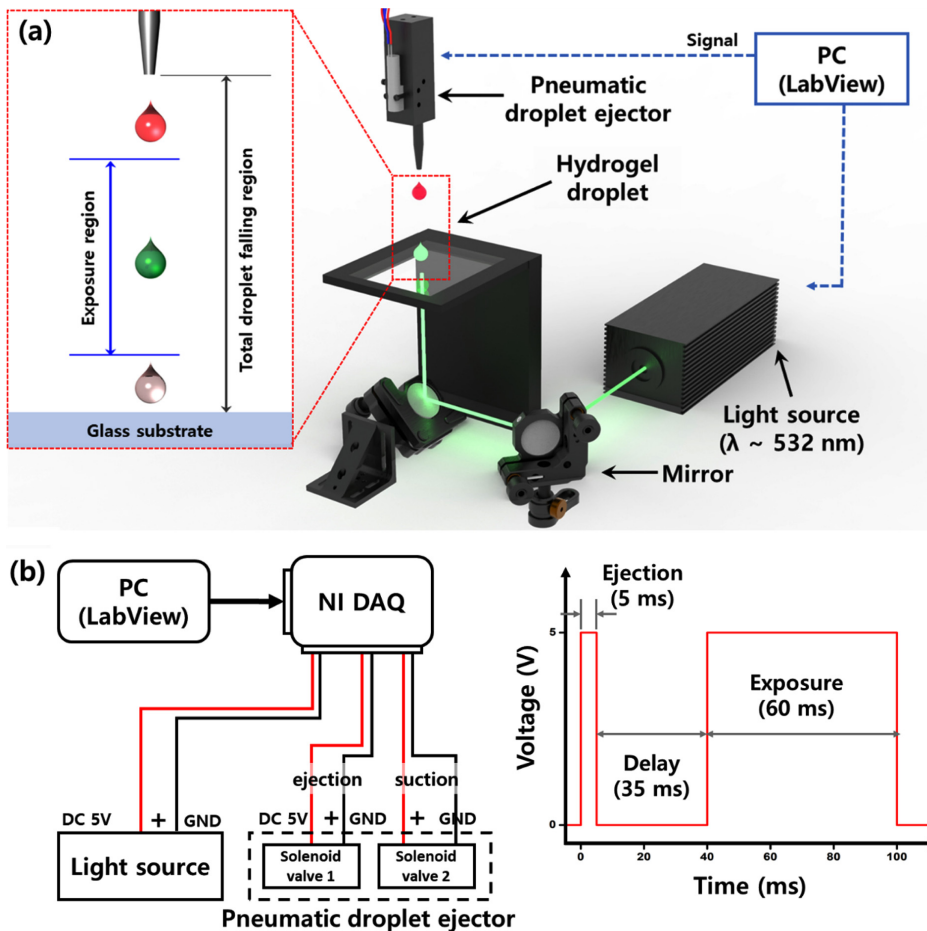 (a)
Signal
PC
(LabView)
Pneumatic
droplet ejector
Hydrogel
droplet
Exposure region
Total droplet falling region
Glass substrate
Light source
(λ ~ 532 nm)
Mirror
(b)
PC
(LabView)
NI DAQ
ejection
suction
DC 5V + GND
DC 5V + GND +
Light source
Solenoid
valve 1
Solenoid
valve 2
Pneumatic droplet ejector
Ejection
(5 ms)
5
Exposure
(60 ms)
Delay
(35 ms)
Voltage (V)
0
0 20 40 60 80 100
Time (ms)